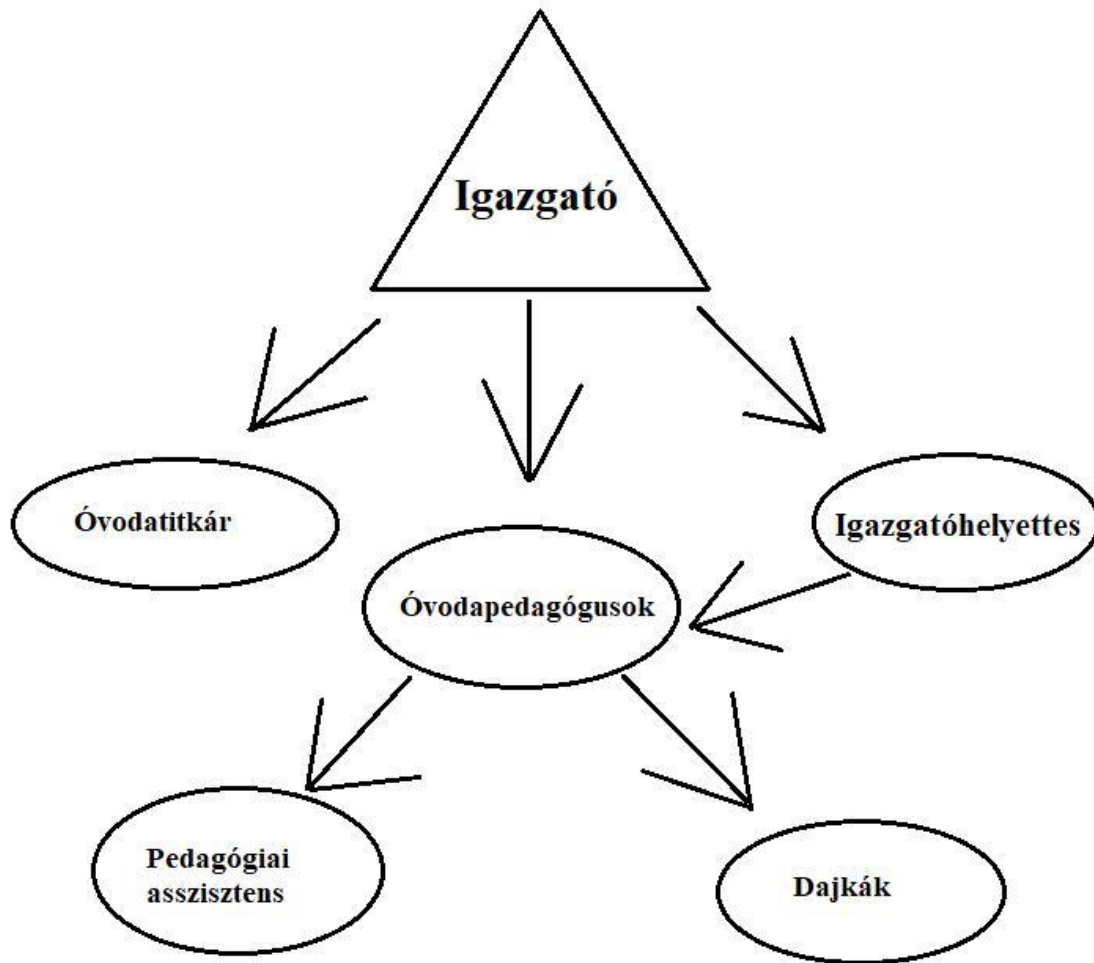 Igazgató
Óvodatitkár
Igazgatóhelyettes
Óvodapedagógusok
Pedagógiai
asszisztens
Dajkák